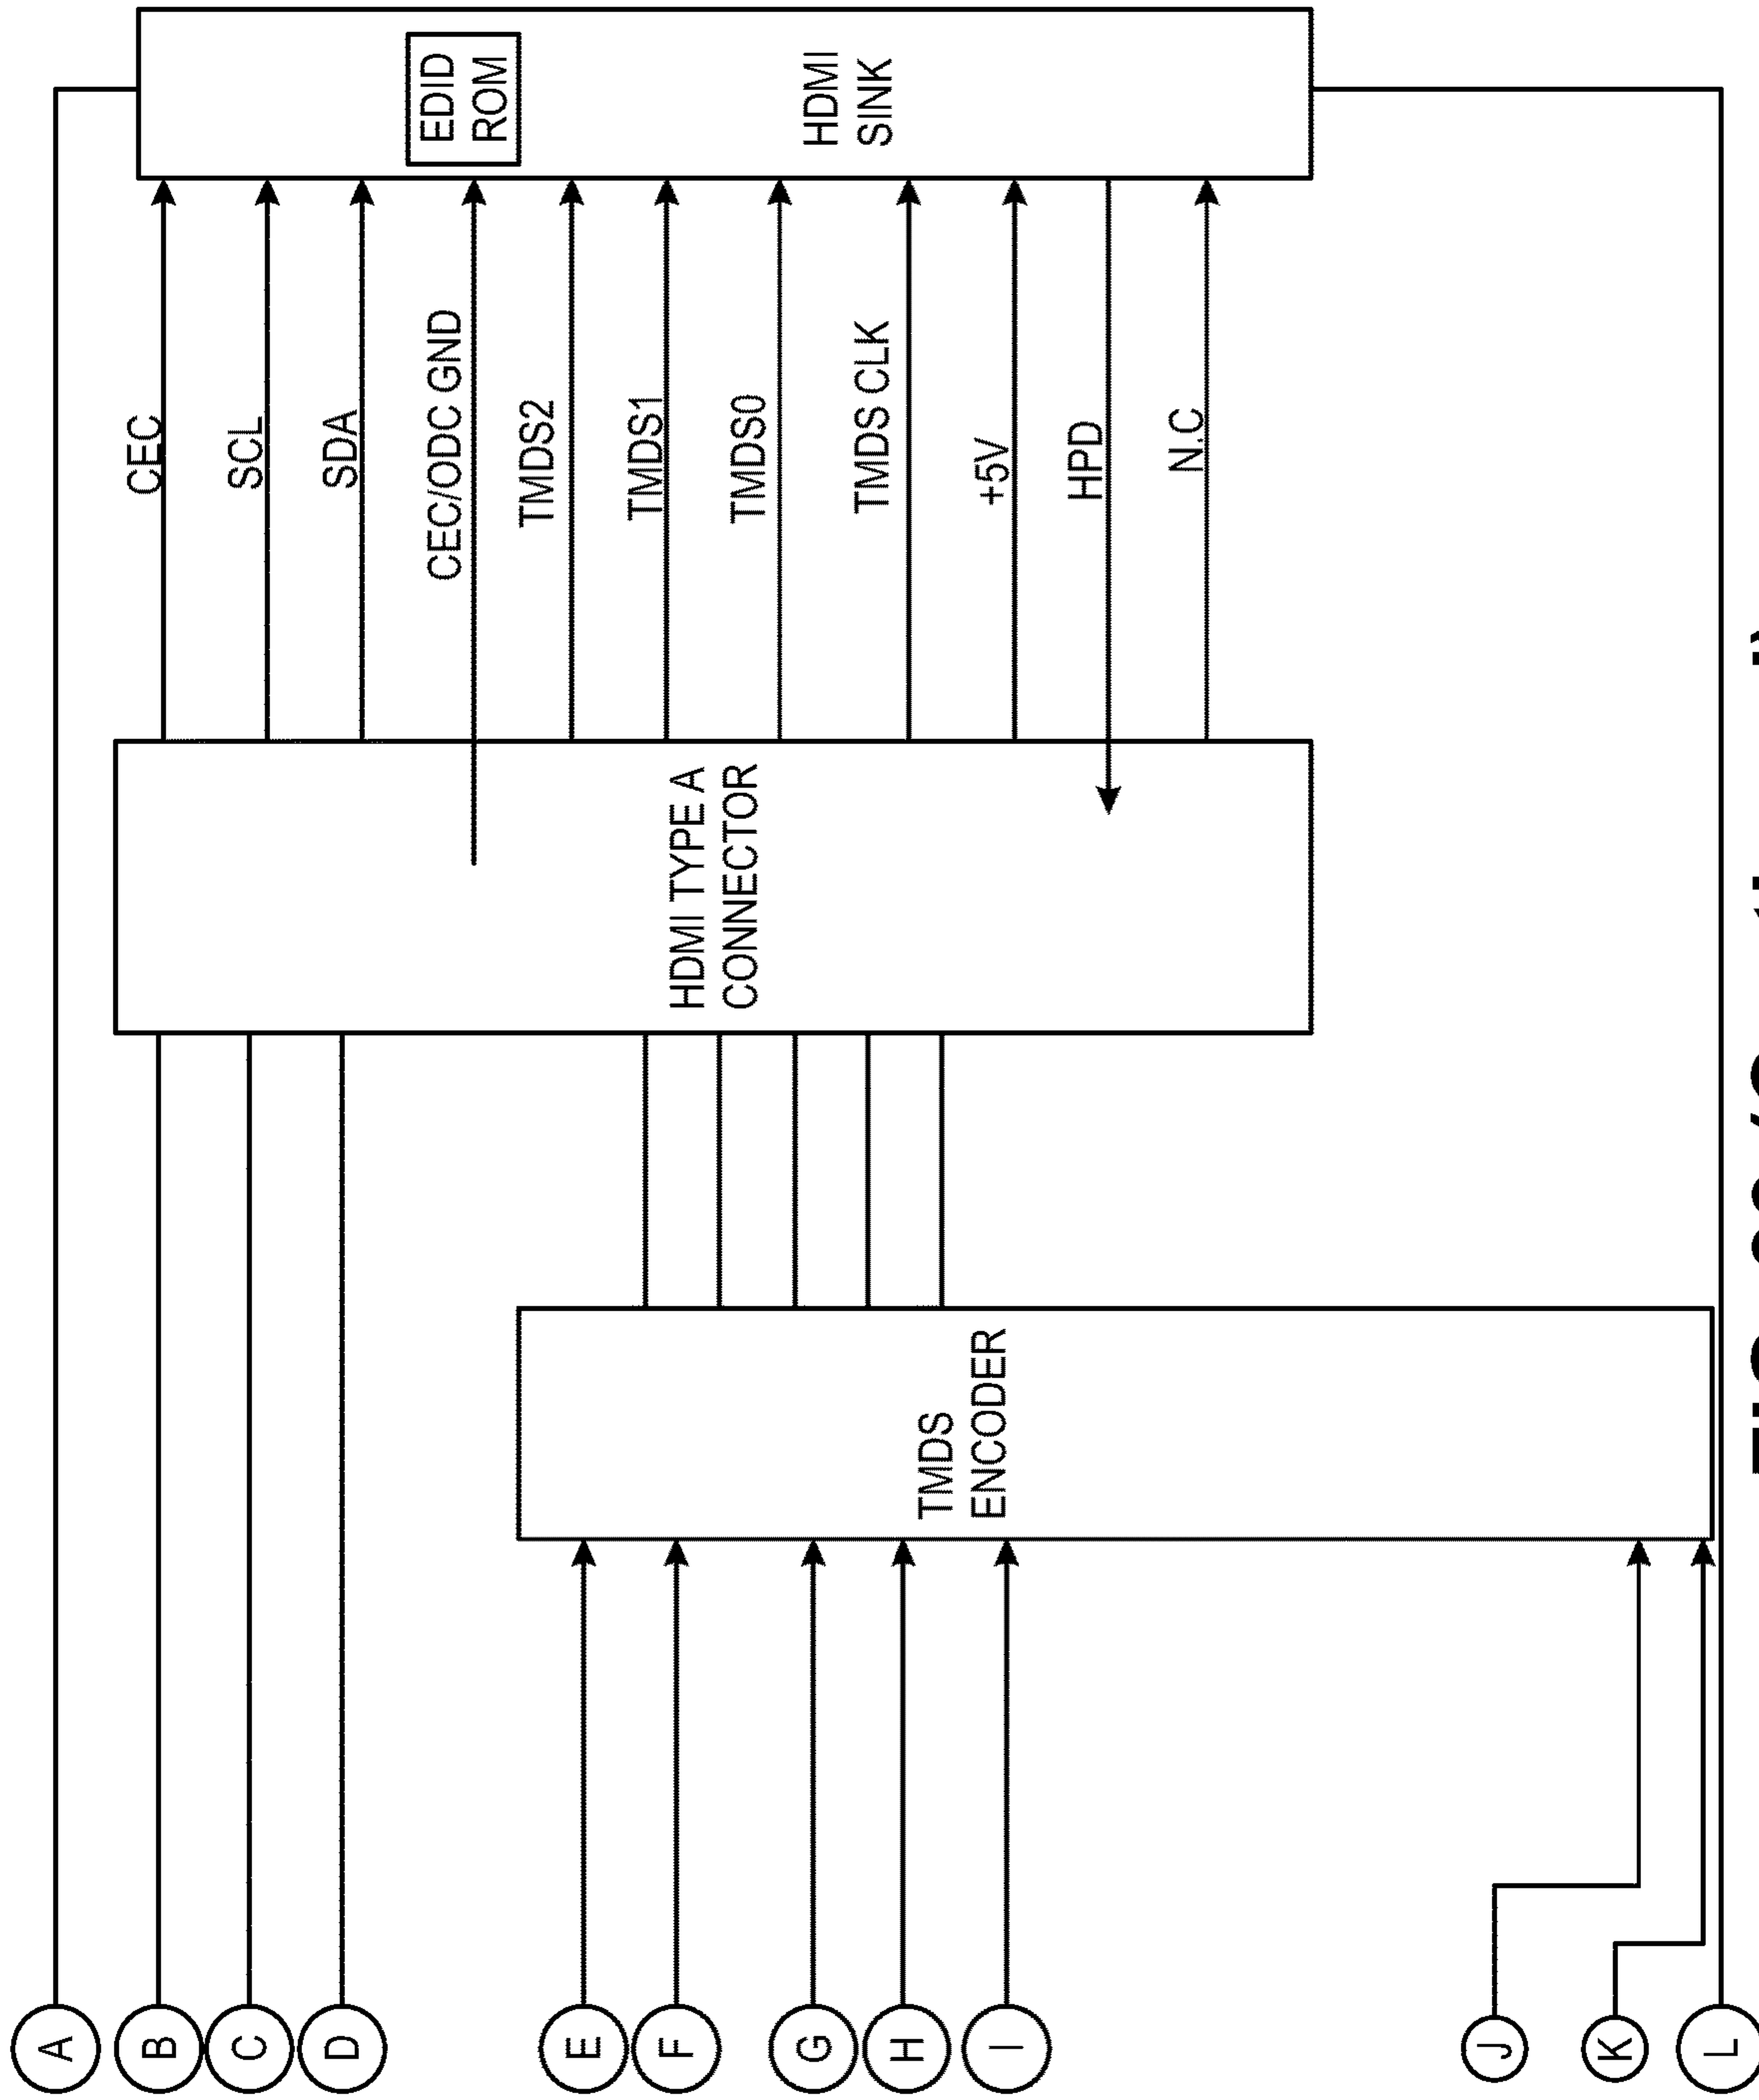 A
B
C
D
E
F
G
H
I
J
K
L
TMDS
ENCODER
HDMI TYPE A
CONNECTOR
CEC
SCL
SDA
CEC/ODC GND
TMDS2
TMDS1
TMDS0
TMDS CLK
+5V
HPD
N.C
EDID
ROM
HDMI
SINK